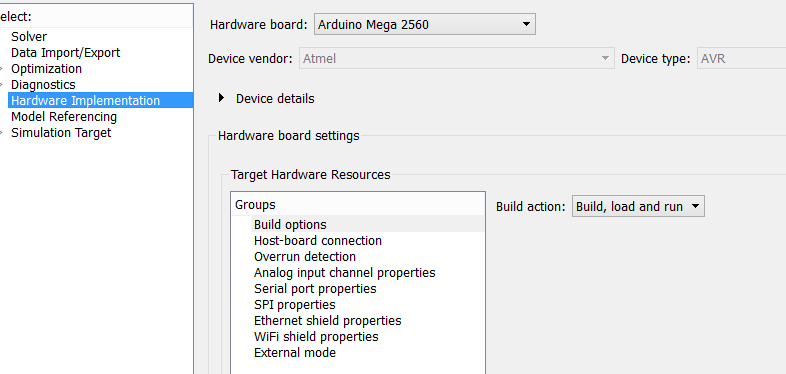 elect:
Solver
Data Import/Export
Optimization
Diagnostics
Hardware Implementation
Model Referencing
Simulation Target
Hardware board: Arduino Mega 2560
Device vendor: Atmel Device type: AVR
Device details
Hardware board settings
Target Hardware Resources
Groups
Build options
Host-board connection
Overrun detection
Analog input channel properties
Serial port properties
SPI properties
Ethernet shield properties
WiFi shield properties
External mode
Build action: Build, load and run